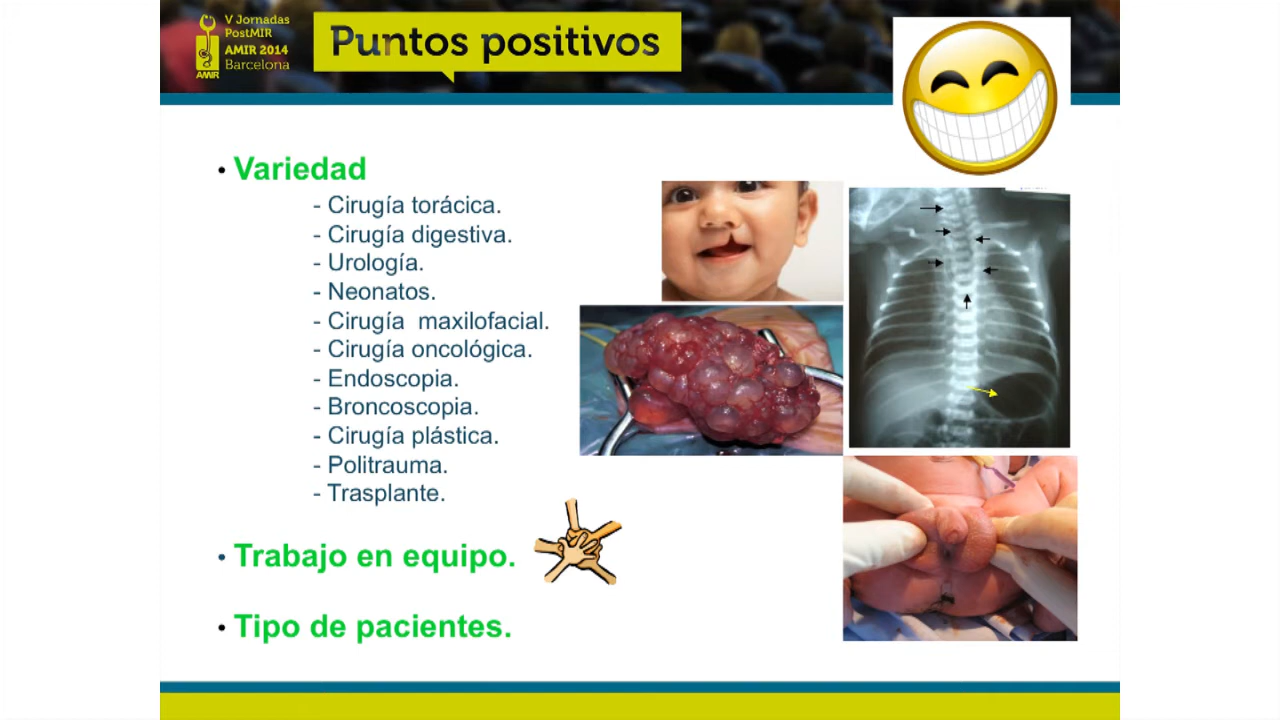 V Jornadas
PostMIR
AMIR 2014
Barcelona
AMIR
Puntos positivos
• Variedad
- Cirugía torácica.
- Cirugía digestiva.
- Urología.
- Neonatos.
- Cirugía maxilofacial.
- Cirugía oncológica.
- Endoscopia.
- Broncoscopia.
- Cirugía plástica.
- Politrauma.
- Trasplante.
• Trabajo en equipo.
• Tipo de pacientes.